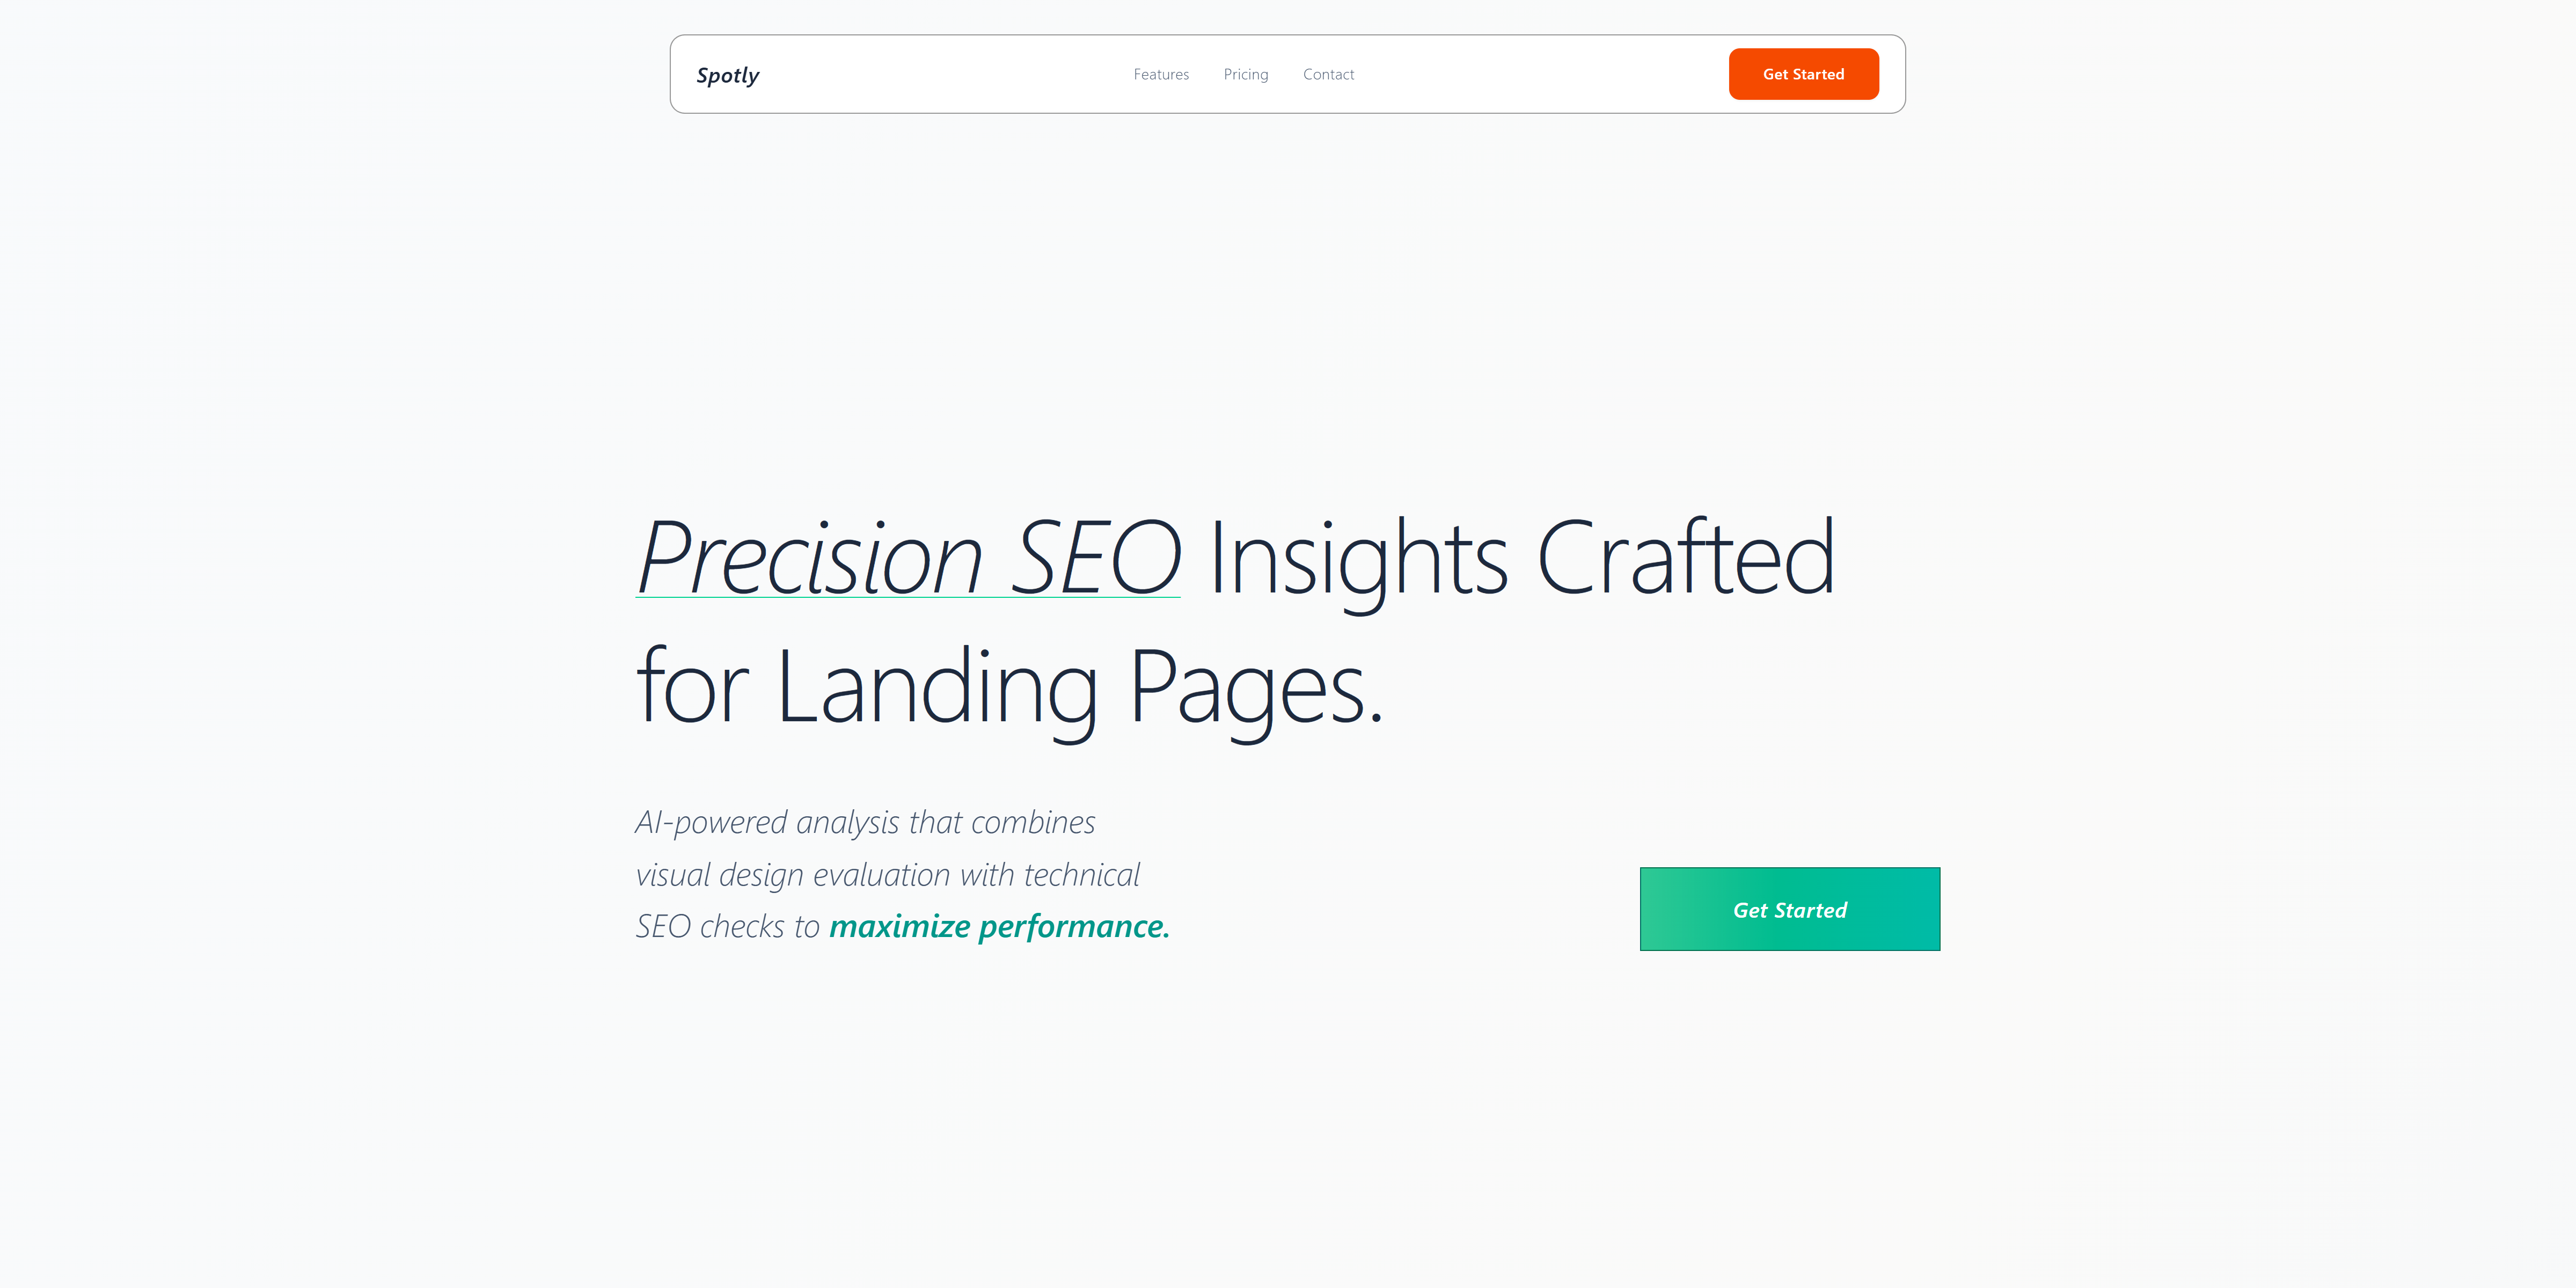 Spotly
Features Pricing Contact
Get Started
Precision SEO Insights Crafted
for Landing Pages.
AI-powered analysis that combines
visual design evaluation with technical
SEO checks to maximize performance.
Get Started